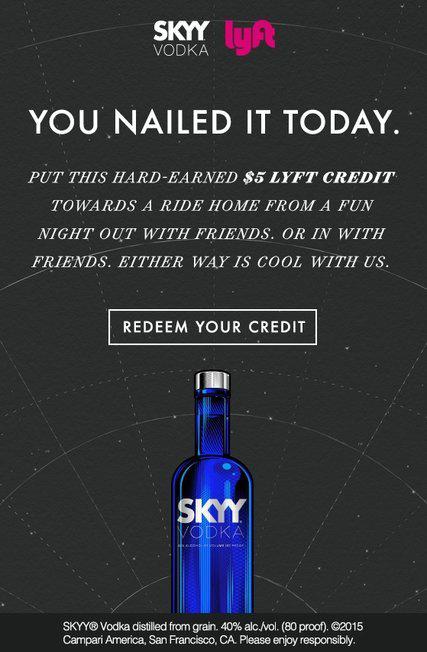 SKYY lyft
VODKA
YOU NAILED IT TODAY.
PUT THIS HARD-EARNED $5 LYFT CREDIT
TOWARDS A RIDE HOME FROM A FUN
NIGHT OUT WITH FRIENDS. OR IN WITH
FRIENDS. EITHER WAY IS COOL WITH US.
REDEEM YOUR CREDIT
SKYY
VODKA
SKYY® Vodka distilled from grain. 40% alc./vol. (80 proof). ©2015
Campari America, San Francisco, CA. Please enjoy responsibly.